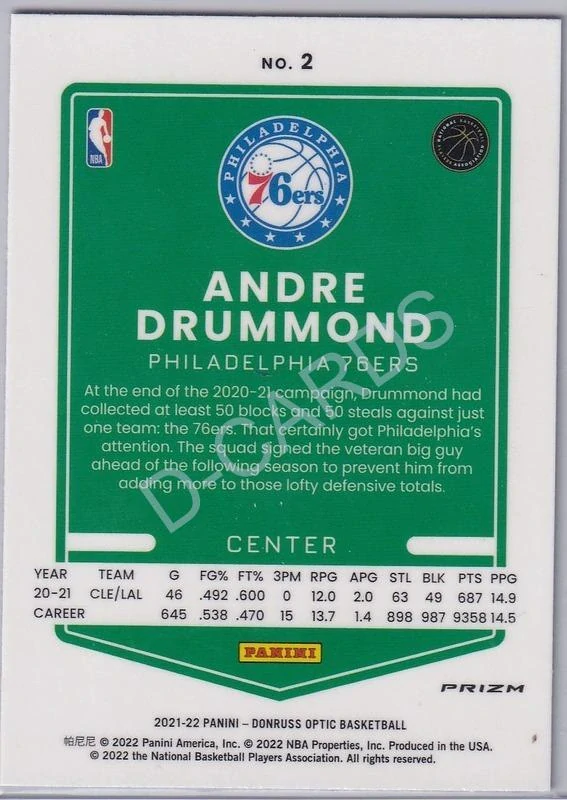 NO. 2
NBA
NATIONAL BASKETBALL
PLAYERS ASSOCIATION
PHILADELPHIA
76ers
ANDRE
DRUMMOND
PHILADELPHIA 76ERS
At the end of the 2020-21 campaign, Drummond had
collected at least 50 blocks and 50 steals against just
one team: the 76ers. That certainly got Philadelphia's
attention. The squad signed the veteran big guy
ahead of the following season to prevent him from
adding more to those lofty defensive totals.
D-CARDS
CENTER
YEAR TEAM G FG% FT% 3PM RPG APG STL BLK PTS PPG
20-21 CLE/LAL 46 .492 .600 0 12.0 2.0 63 49 687 14.9
CAREER 645 .538 .470 15 13.7 1.4 898 987 9358 14.5
PANINI
PRIZM
2021-22 PANINI – DONRUSS OPTIC BASKETBALL
帕尼尼 © 2022 Panini America, Inc. © 2022 NBA Properties, Inc. Produced in the USA.
© 2022 the National Basketball Players Association. All rights reserved.